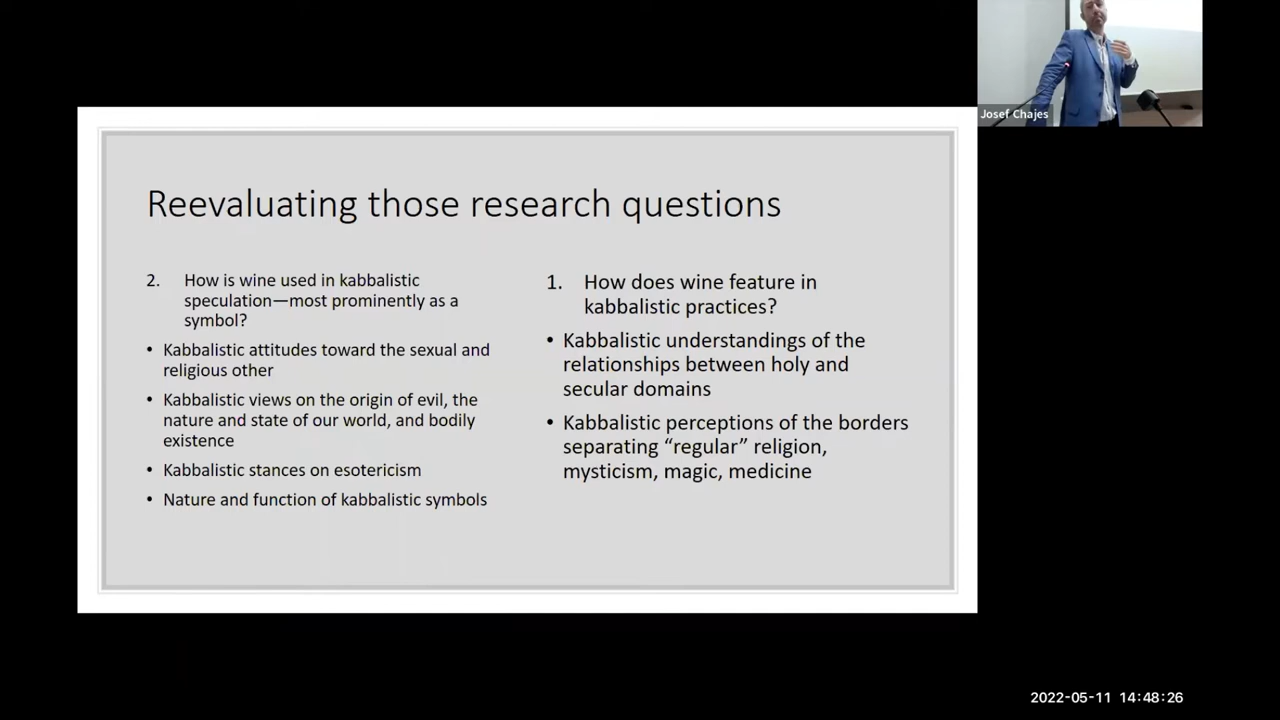 Josef Chajes
Reevaluating those research questions
2. How is wine used in kabbalistic
speculation—most prominently as a
symbol?
• Kabbalistic attitudes toward the sexual and
religious other
• Kabbalistic views on the origin of evil, the
nature and state of our world, and bodily
existence
• Kabbalistic stances on esotericism
• Nature and function of kabbalistic symbols
1. How does wine feature in
kabbalistic practices?
• Kabbalistic understandings of the
relationships between holy and
secular domains
• Kabbalistic perceptions of the borders
separating “regular” religion,
mysticism, magic, medicine
2022-05-11 14:48:26